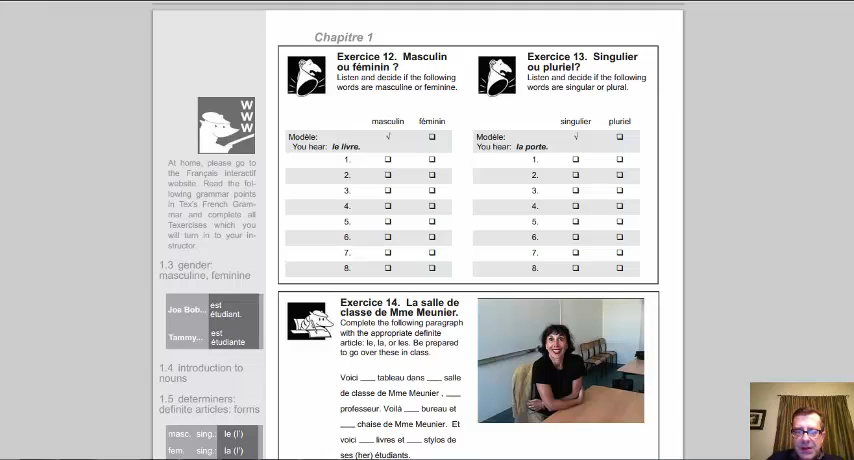 Chapitre 1
Exercice 12. Masculin
ou féminin ?
Listen and decide if the following
words are masculine or feminine.
masculin féminin
Modèle: √ ❑
You hear: le livre.
1. ❑ ❑
2. ❑ ❑
3. ❑ ❑
4. ❑ ❑
5. ❑ ❑
6. ❑ ❑
7. ❑ ❑
8. ❑ ❑
Exercice 13. Singulier
ou pluriel?
Listen and decide if the following
words are singular or plural.
singulier pluriel
Modèle: √ ❑
You hear: la porte.
1. ❑ ❑
2. ❑ ❑
3. ❑ ❑
4. ❑ ❑
5. ❑ ❑
6. ❑ ❑
7. ❑ ❑
8. ❑ ❑
W
W
W
At home, please go to
the Français interactif
website. Read the fol-
lowing grammar points
in Tex's French Gram-
mar and complete all
Texercises which you
will turn in to your in-
structor.
1.3 gender:
masculine, feminine
Joe Bob... est
étudiant.
Tammy... est
étudiante
1.4 introduction to
nouns
1.5 determiners:
definite articles: forms
masc. sing.: le (l')
fem. sing.: la (l')
Exercice 14. La salle de
classe de Mme Meunier.
Complete the following paragraph
with the appropriate definite
article: le, la, or les. Be prepared
to go over these in class.
Voici ___ tableau dans ___ salle
de classe de Mme Meunier , ___
professeur. Voilà ___ bureau et
___ chaise de Mme Meunier. Et
voici ___ livres et ___ stylos de
ses (her) étudiants.